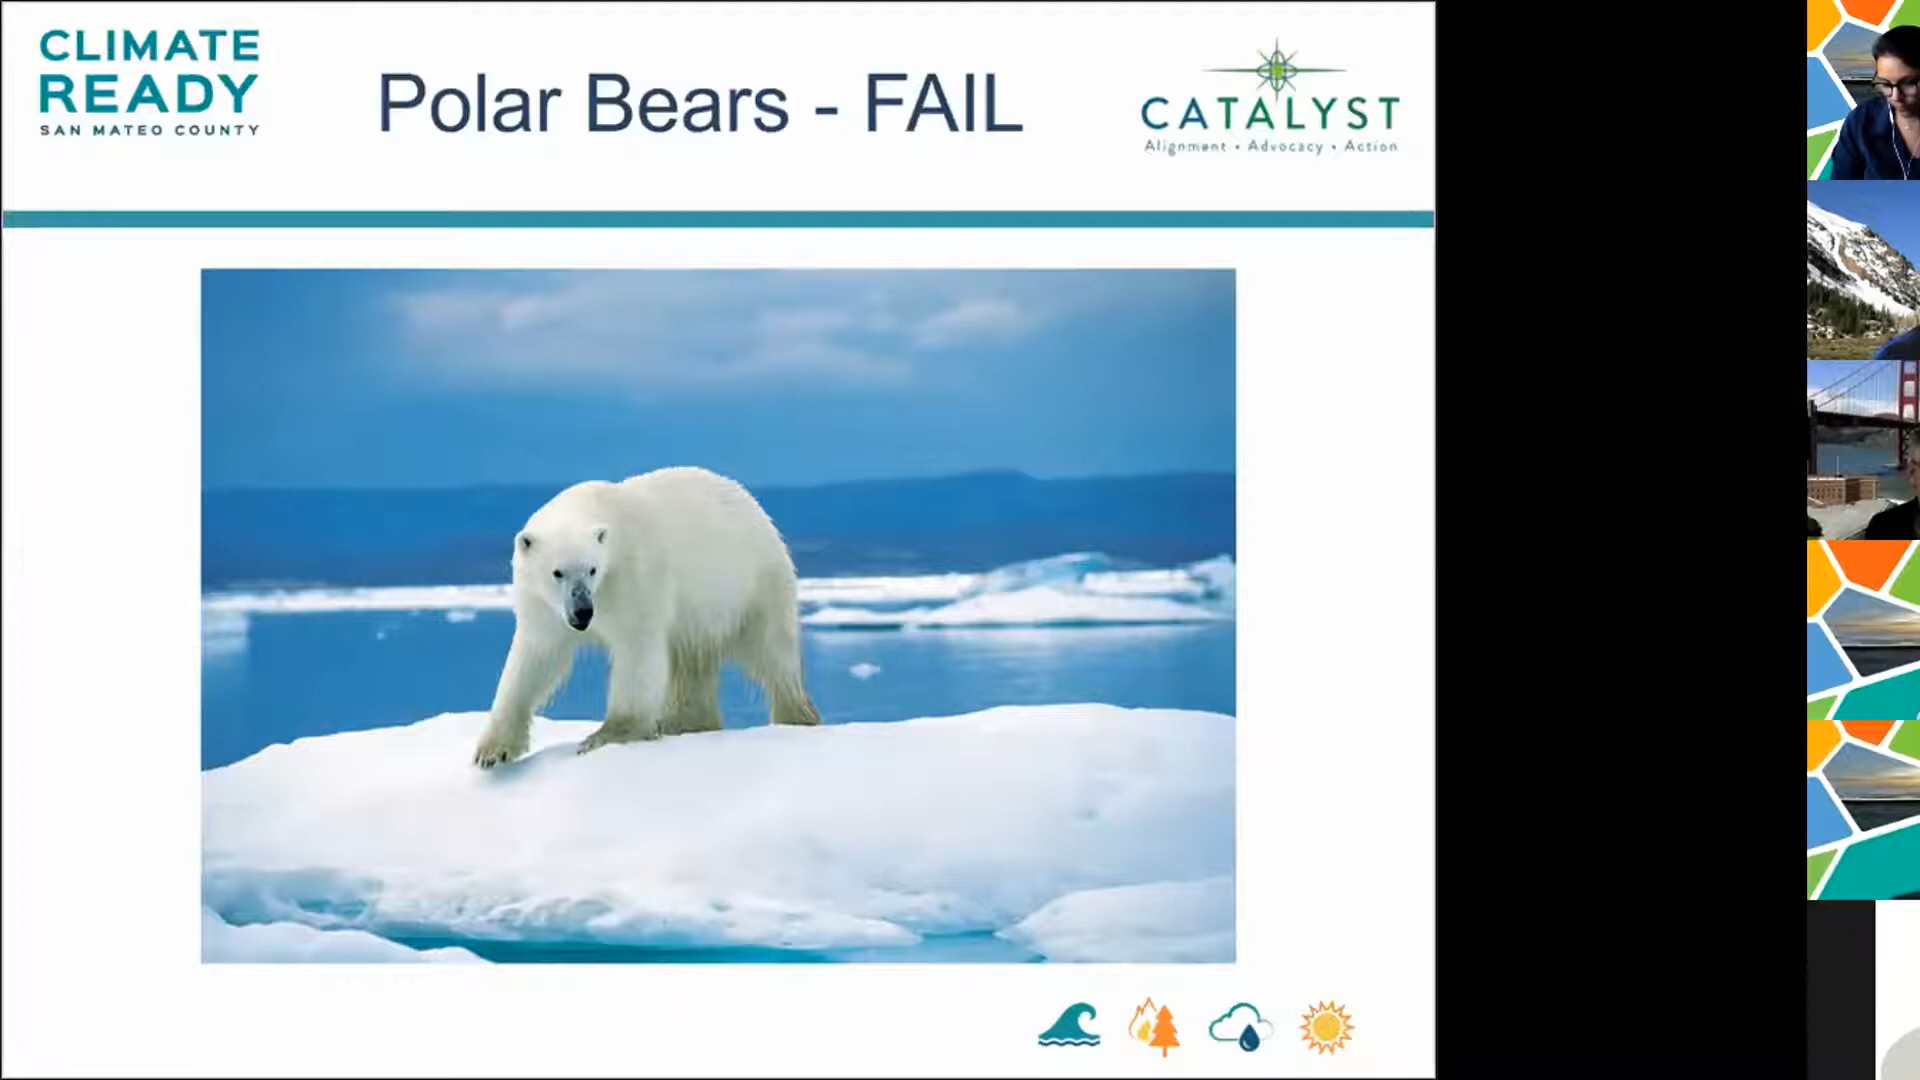 CLIMATE
READY
SAN MATEO COUNTY
Polar Bears - FAIL
CATALYST
Alignment • Advocacy • Action